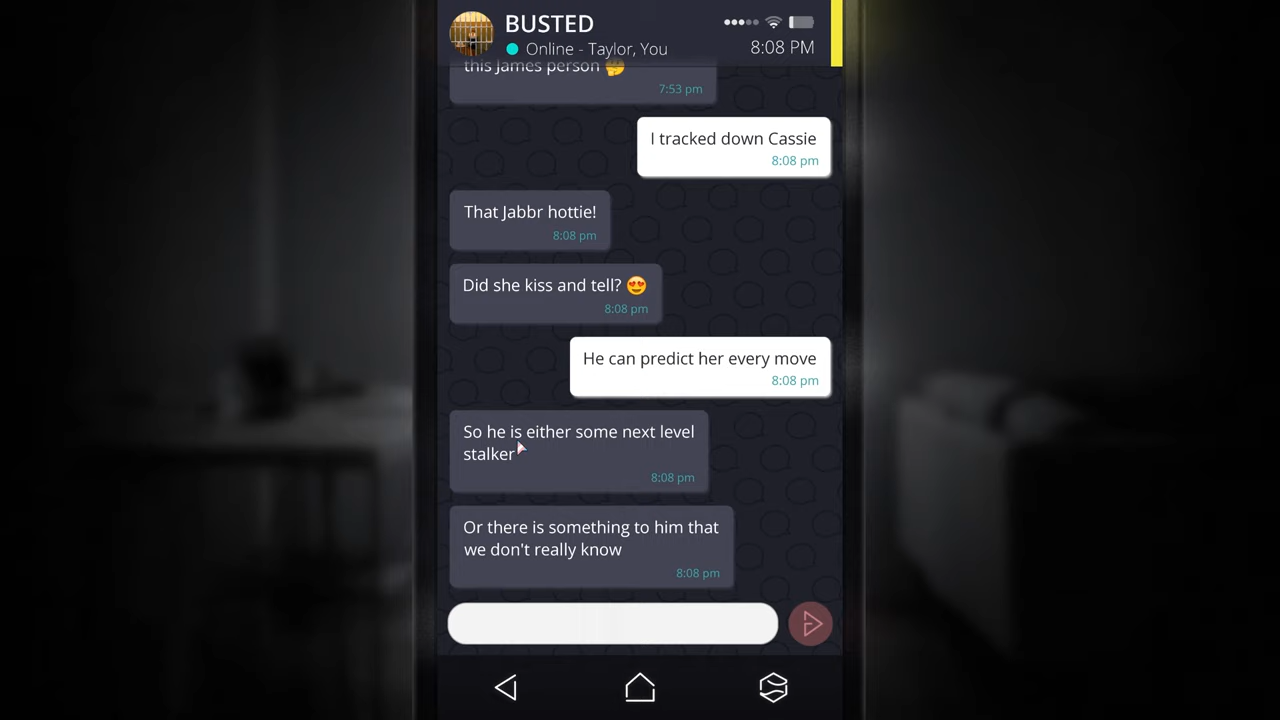 BUSTED
Online - Taylor, You
8:08 PM
this James person 🤔
7:53 pm
I tracked down Cassie
8:08 pm
That Jabbr hottie!
8:08 pm
Did she kiss and tell? 😍
8:08 pm
He can predict her every move
8:08 pm
So he is either some next level
stalker
8:08 pm
Or there is something to him that
we don't really know
8:08 pm